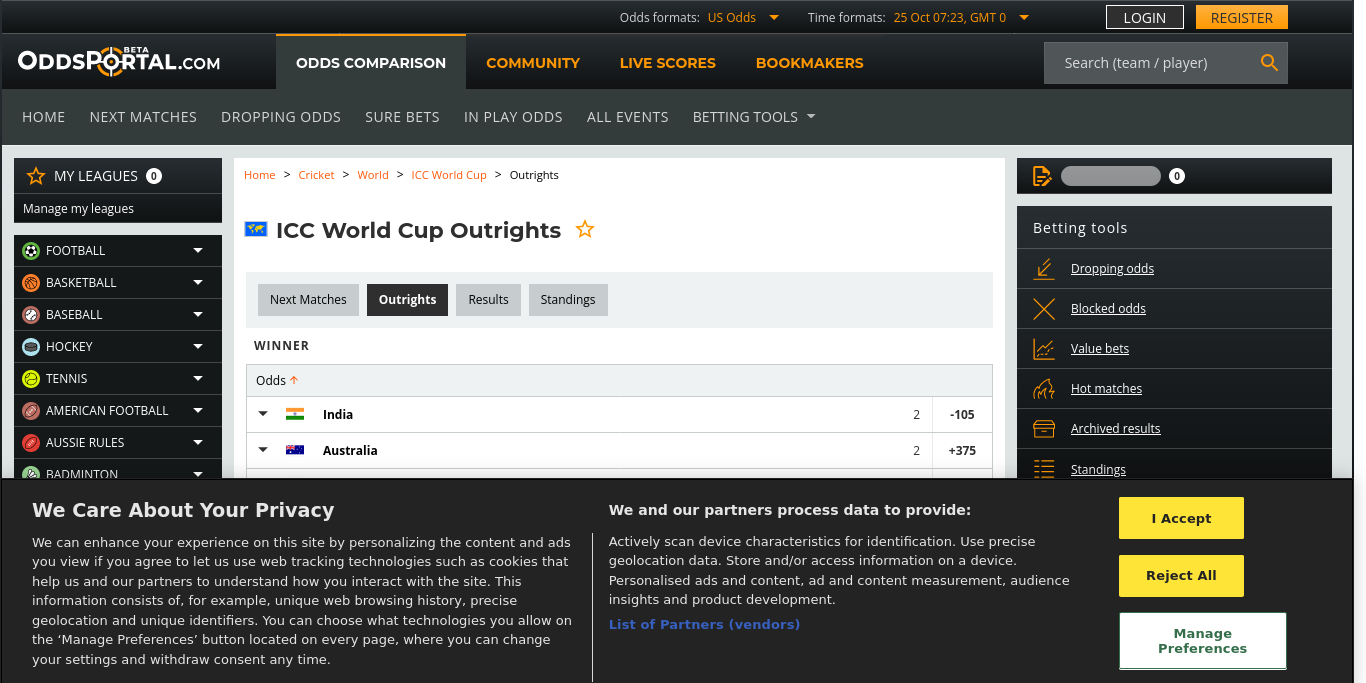 Odds formats: US Odds
Time formats: 25 Oct 07:23, GMT 0
LOGIN
REGISTER
ODDSPORTAL.COM
BETA
ODDS COMPARISON
COMMUNITY
LIVE SCORES
BOOKMAKERS
Search (team / player)
HOME
NEXT MATCHES
DROPPING ODDS
SURE BETS
IN PLAY ODDS
ALL EVENTS
BETTING TOOLS
MY LEAGUES 0
Manage my leagues
FOOTBALL
BASKETBALL
BASEBALL
HOCKEY
TENNIS
AMERICAN FOOTBALL
AUSSIE RULES
BADMINTON
Home > Cricket > World > ICC World Cup > Outrights
ICC World Cup Outrights
Next Matches
Outrights
Results
Standings
WINNER
Odds
India 2 -105
Australia 2 +375
0
Betting tools
Dropping odds
Blocked odds
Value bets
Hot matches
Archived results
Standings
We Care About Your Privacy
We can enhance your experience on this site by personalizing the content and ads
you view if you agree to let us use web tracking technologies such as cookies that
help us and our partners to understand how you interact with the site. This
information consists of, for example, unique web browsing history, precise
geolocation and unique identifiers. You can choose what technologies you allow on
the ‘Manage Preferences’ button located on every page, where you can change
your settings and withdraw consent any time.
We and our partners process data to provide:
Actively scan device characteristics for identification. Use precise
geolocation data. Store and/or access information on a device.
Personalised ads and content, ad and content measurement, audience
insights and product development.
List of Partners (vendors)
I Accept
Reject All
Manage
Preferences